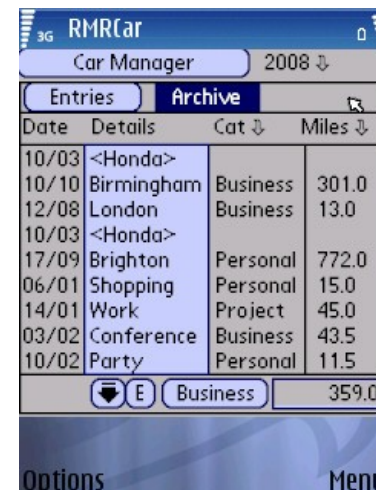 3G RMRCar
Car Manager 2008
Entries Archive
Date Details Cat Miles
10/03 <Honda>
10/10 Birmingham Business 301.0
12/08 London Business 13.0
10/03 <Honda>
17/09 Brighton Personal 772.0
06/01 Shopping Personal 15.0
14/01 Work Project 45.0
03/02 Conference Business 43.5
10/02 Party Personal 11.5
E Business 359.0
Options Menu